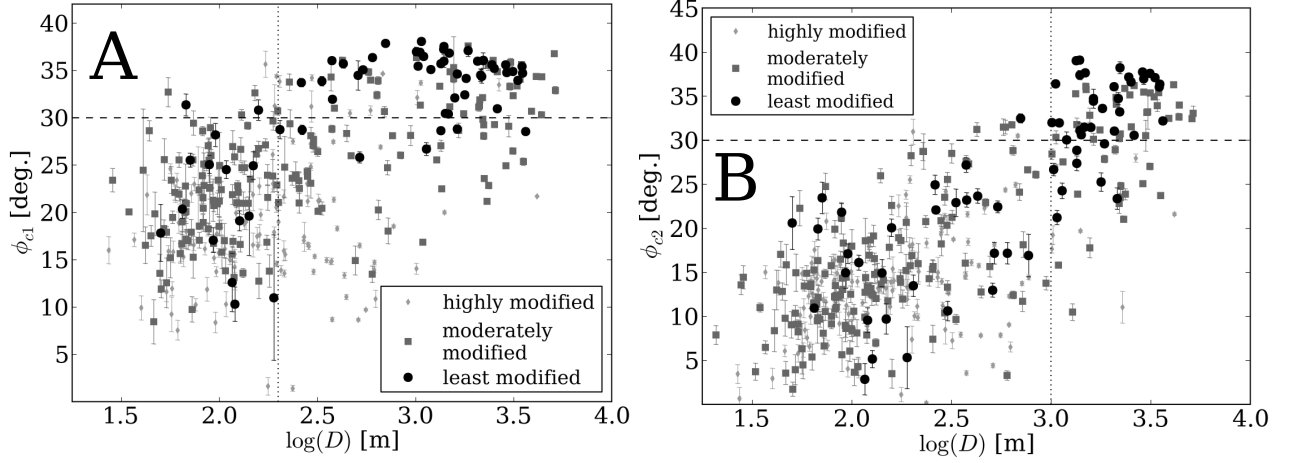 A
40
35
30
25
20
15
10
5
ϕc1 [deg.]
highly modified
moderately
modified
least modified
1.5 2.0 2.5 3.0 3.5 4.0
log(D) [m]
B
45
40
35
30
25
20
15
10
5
ϕc2 [deg.]
highly modified
moderately
modified
least modified
1.5 2.0 2.5 3.0 3.5 4.0
log(D) [m]